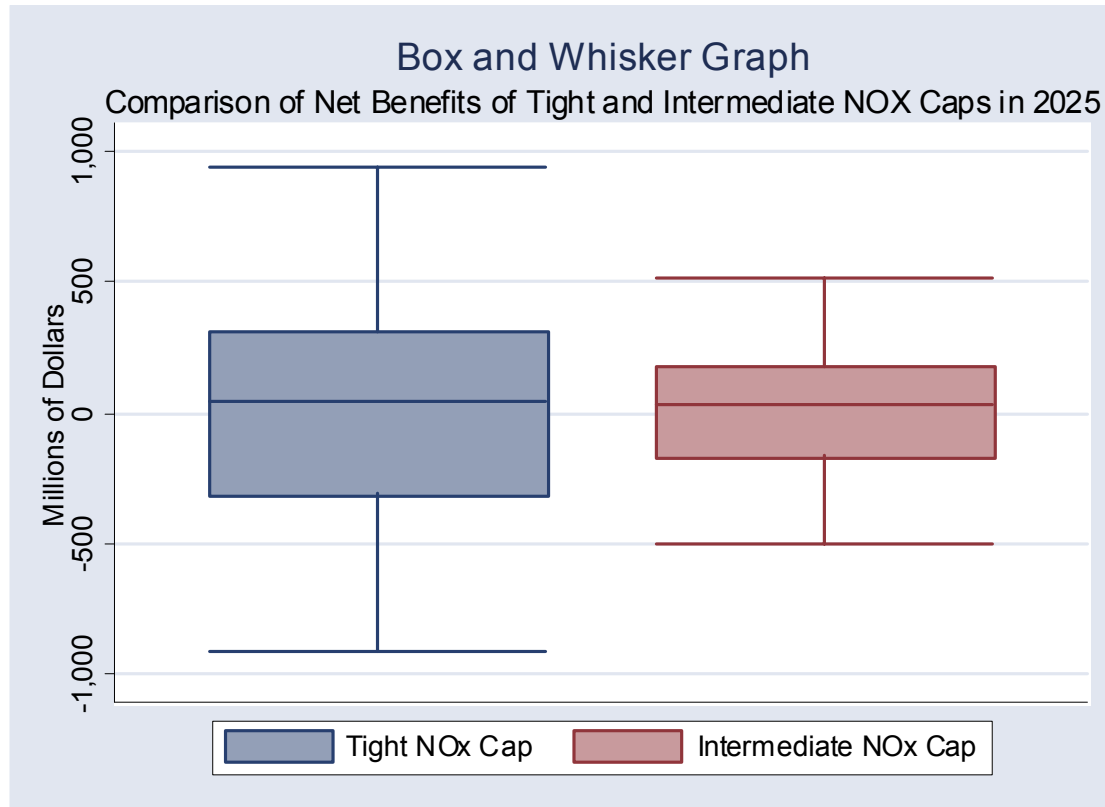 Box and Whisker Graph
Comparison of Net Benefits of Tight and Intermediate NOX Caps in 2025
Millions of Dollars
1,000
500
0
-500
-1,000
Tight NOx Cap
Intermediate NOx Cap